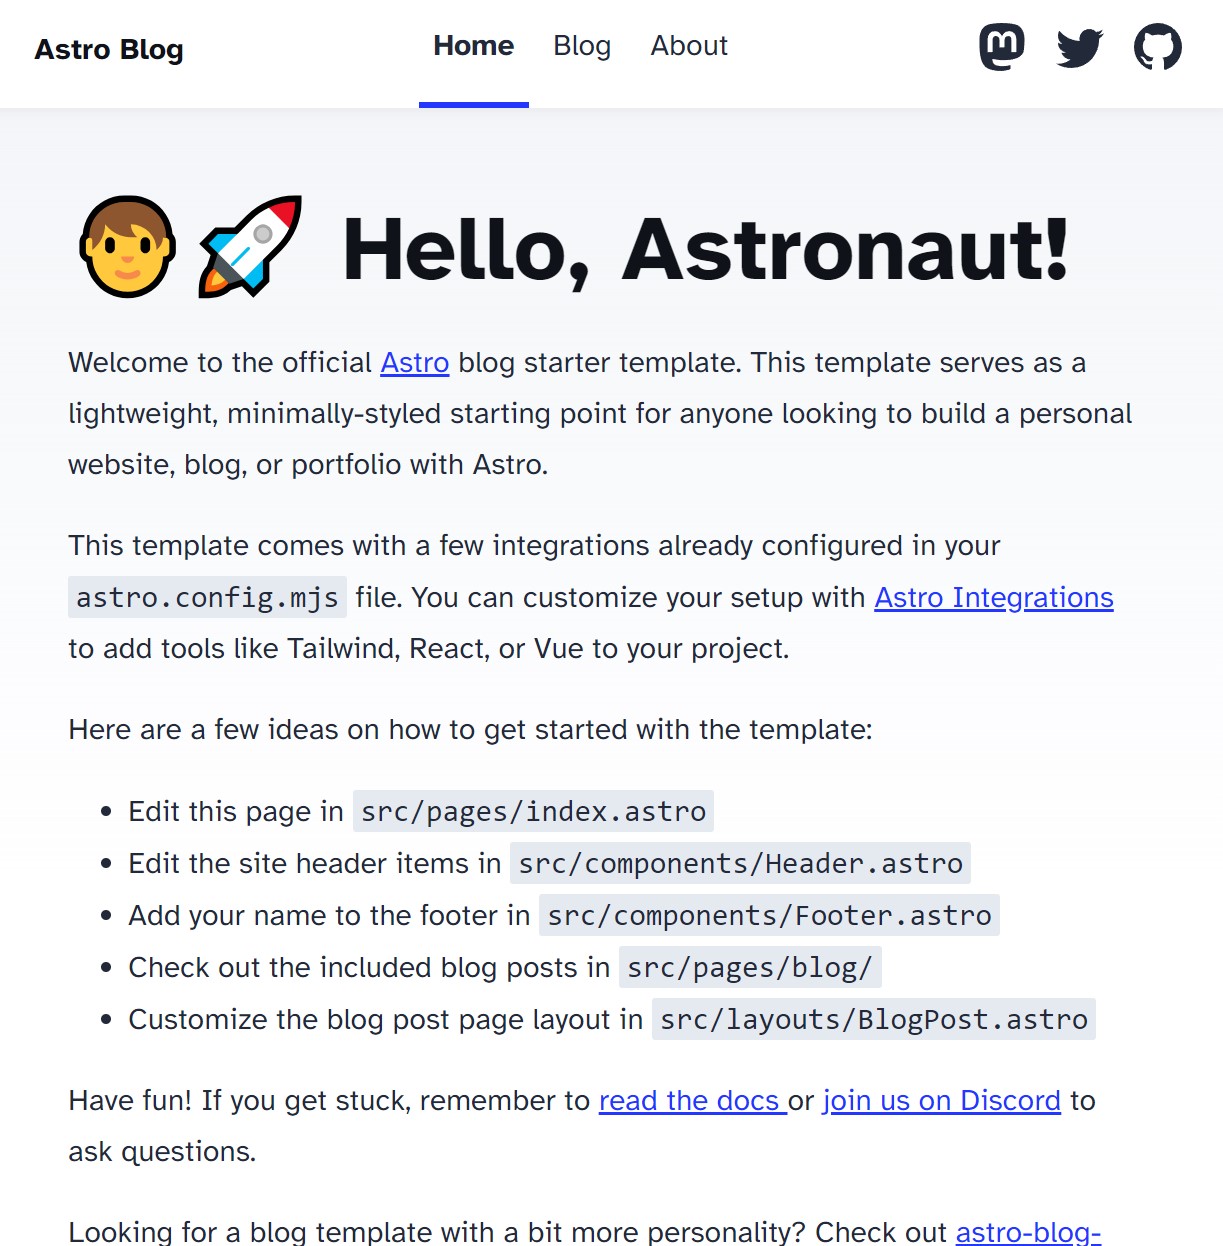 Astro Blog
Home Blog About
🧑‍🚀 Hello, Astronaut!
Welcome to the official Astro blog starter template. This template serves as a
lightweight, minimally-styled starting point for anyone looking to build a personal
website, blog, or portfolio with Astro.
This template comes with a few integrations already configured in your
astro.config.mjs file. You can customize your setup with Astro Integrations
to add tools like Tailwind, React, or Vue to your project.
Here are a few ideas on how to get started with the template:
• Edit this page in src/pages/index.astro
• Edit the site header items in src/components/Header.astro
• Add your name to the footer in src/components/Footer.astro
• Check out the included blog posts in src/pages/blog/
• Customize the blog post page layout in src/layouts/BlogPost.astro
Have fun! If you get stuck, remember to read the docs or join us on Discord to
ask questions.
Looking for a blog template with a bit more personality? Check out astro-blog-